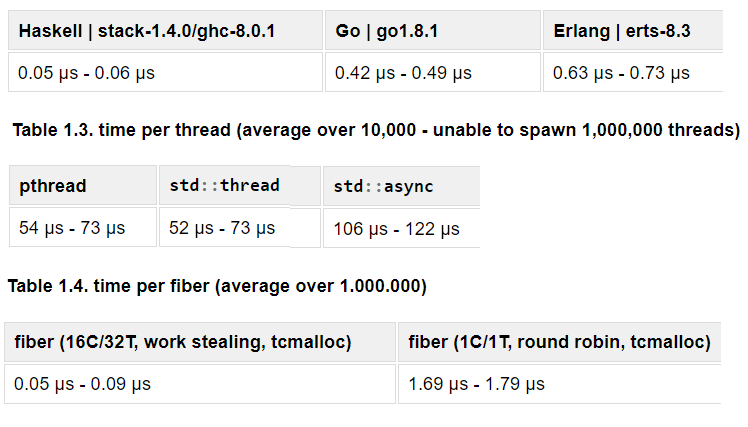 Haskell | stack-1.4.0/ghc-8.0.1 Go | go1.8.1 Erlang | erts-8.3
0.05 µs - 0.06 µs 0.42 µs - 0.49 µs 0.63 µs - 0.73 µs
Table 1.3. time per thread (average over 10,000 - unable to spawn 1,000,000 threads)
pthread std::thread std::async
54 µs - 73 µs 52 µs - 73 µs 106 µs - 122 µs
Table 1.4. time per fiber (average over 1.000.000)
fiber (16C/32T, work stealing, tcmalloc) fiber (1C/1T, round robin, tcmalloc)
0.05 µs - 0.09 µs 1.69 µs - 1.79 µs